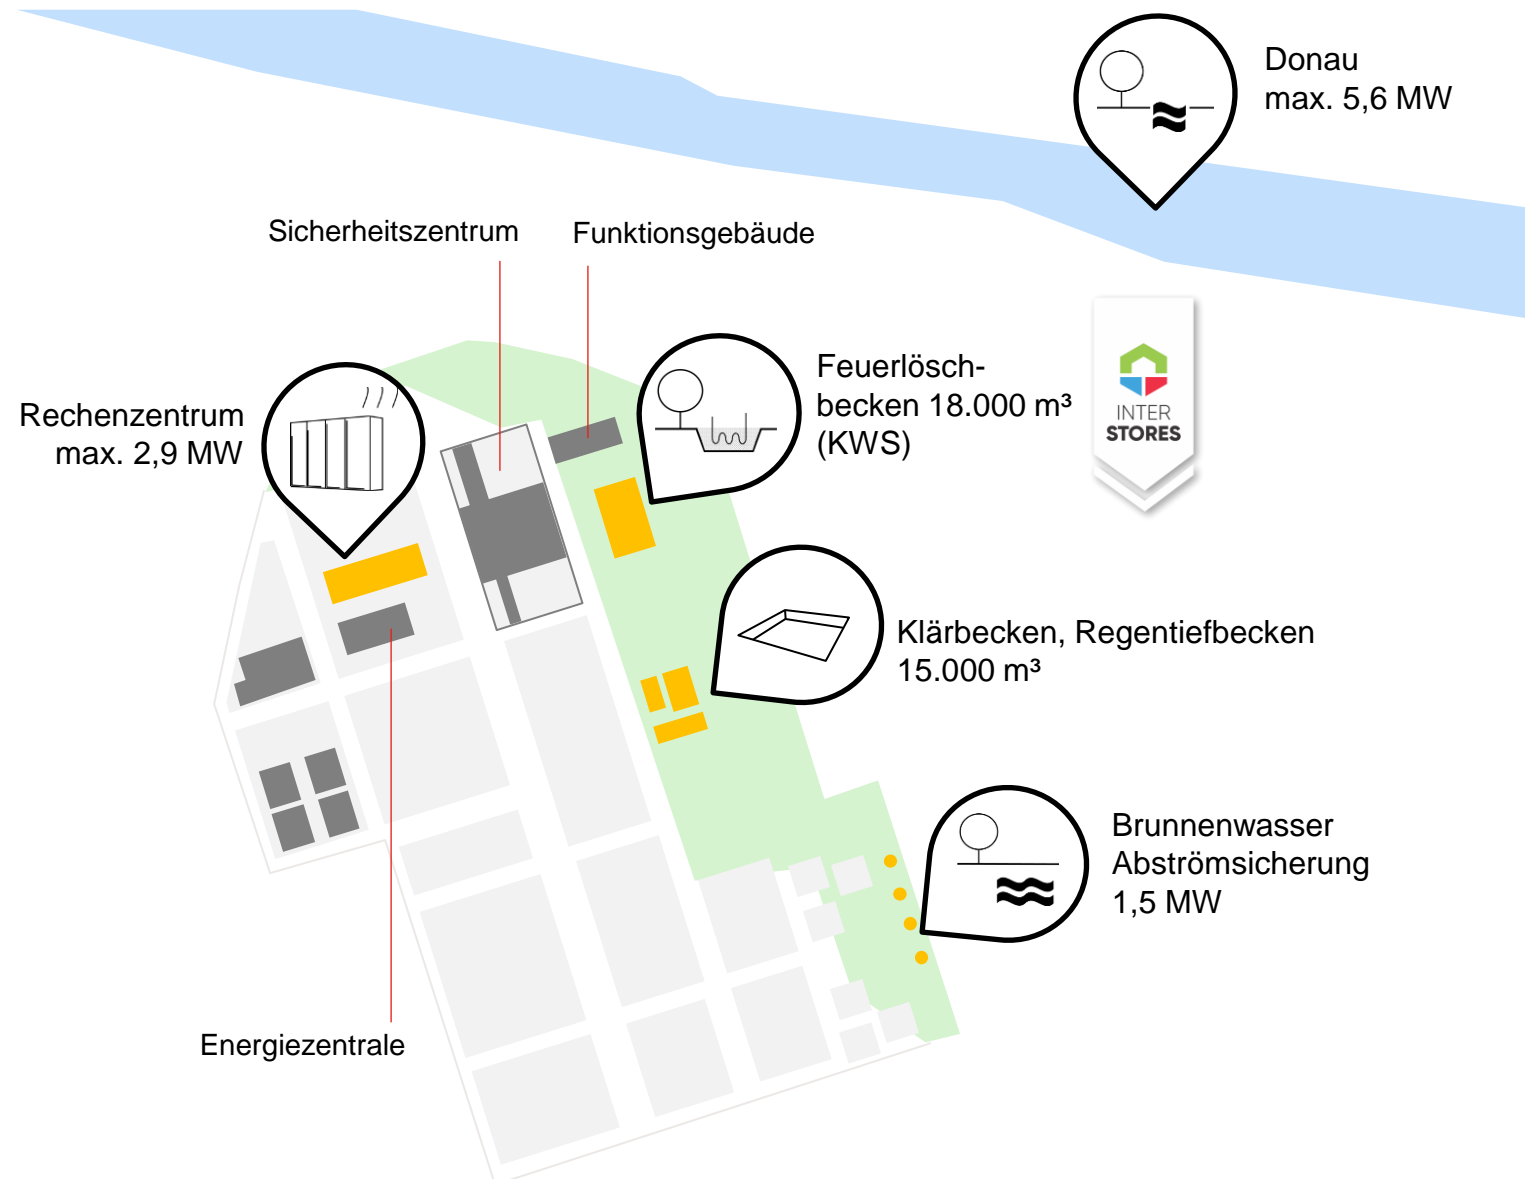 Donau
max. 5,6 MW
Sicherheitszentrum
Funktionsgebäude
Feuerlösch-
becken 18.000 m³
(KWS)
INTER
STORES
Rechenzentrum
max. 2,9 MW
Klärbecken, Regentiefbecken
15.000 m³
Brunnenwasser
Abströmsicherung
1,5 MW
Energiezentrale